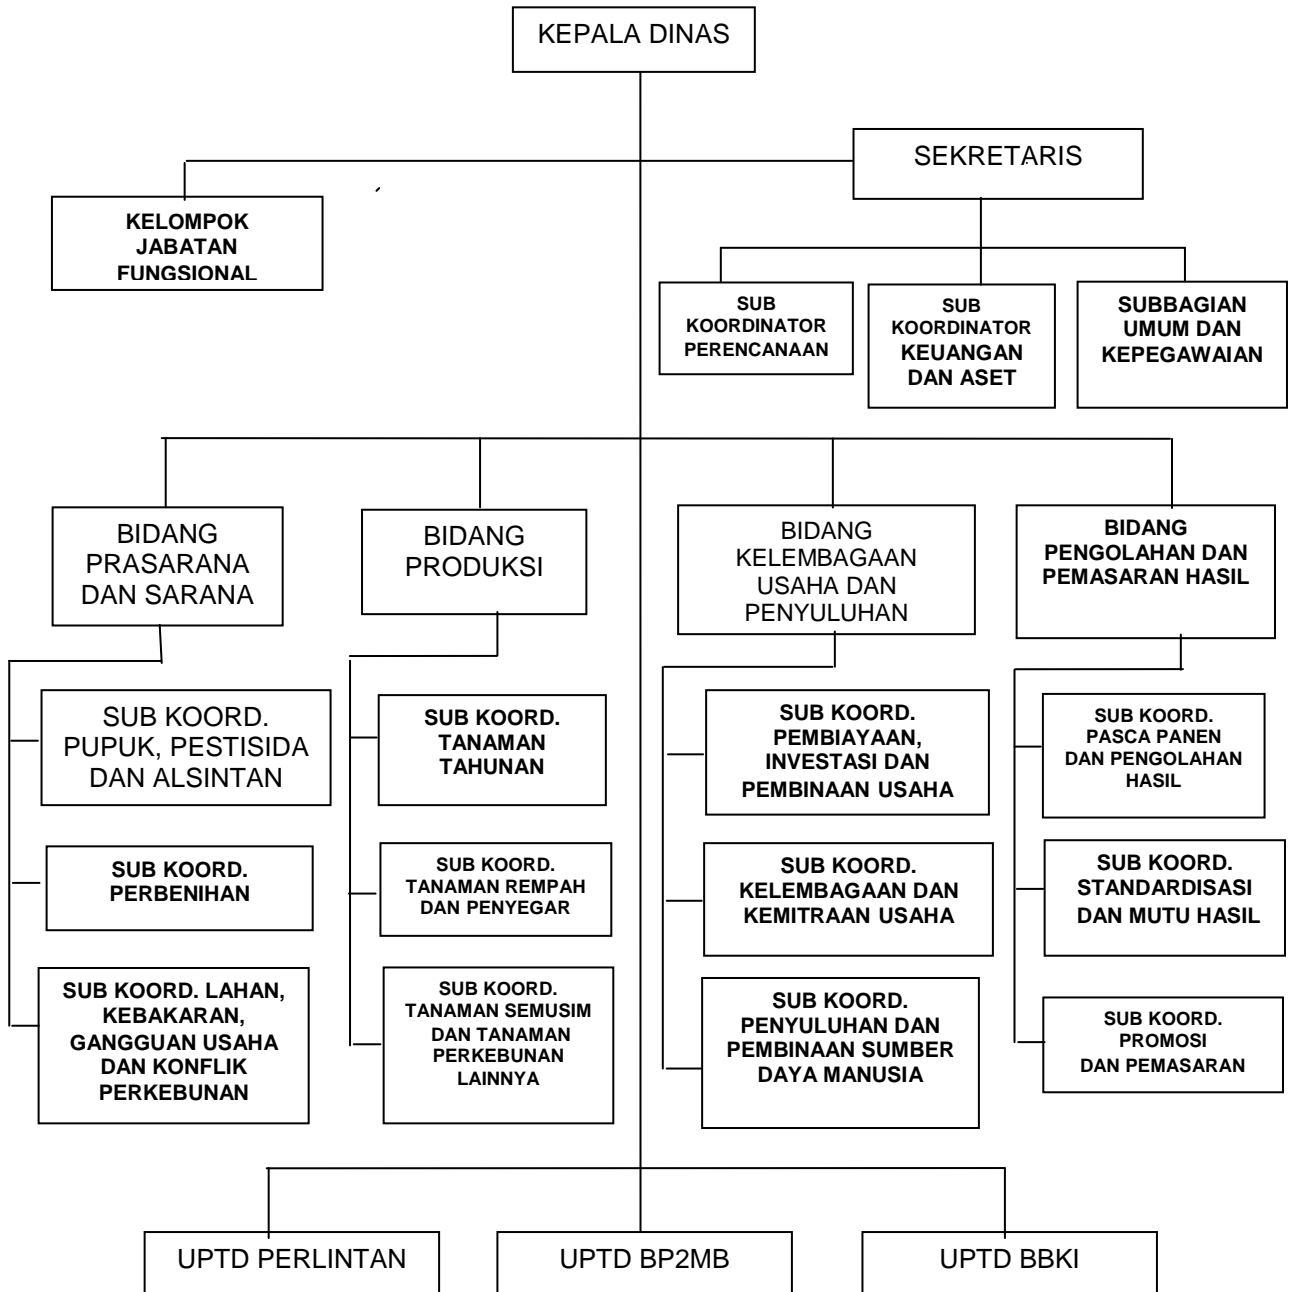 KEPALA DINAS
SEKRETARIS
KELOMPOK
JABATAN
FUNGSIONAL
SUB
KOORDINATOR
PERENCANAAN
SUB
KOORDINATOR
KEUANGAN
DAN ASET
SUBBAGIAN
UMUM DAN
KEPEGAWAIAN
BIDANG
PRASARANA
DAN SARANA
BIDANG
PRODUKSI
BIDANG
KELEMBAGAAN
USAHA DAN
PENYULUHAN
BIDANG
PENGOLAHAN DAN
PEMASARAN HASIL
SUB KOORD.
PUPUK, PESTISIDA
DAN ALSINTAN
SUB KOORD.
PERBENIHAN
SUB KOORD. LAHAN,
KEBAKARAN,
GANGGUAN USAHA
DAN KONFLIK
PERKEBUNAN
SUB KOORD.
TANAMAN
TAHUNAN
SUB KOORD.
TANAMAN REMPAH
DAN PENYEGAR
SUB KOORD.
TANAMAN SEMUSIM
DAN TANAMAN
PERKEBUNAN
LAINNYA
SUB KOORD.
PEMBIAYAAN,
INVESTASI DAN
PEMBINAAN USAHA
SUB KOORD.
KELEMBAGAAN DAN
KEMITRAAN USAHA
SUB KOORD.
PENYULUHAN DAN
PEMBINAAN SUMBER
DAYA MANUSIA
SUB KOORD.
PASCA PANEN
DAN PENGOLAHAN
HASIL
SUB KOORD.
STANDARDISASI
DAN MUTU HASIL
SUB KOORD.
PROMOSI
DAN PEMASARAN
UPTD PERLINTAN
UPTD BP2MB
UPTD BBKI